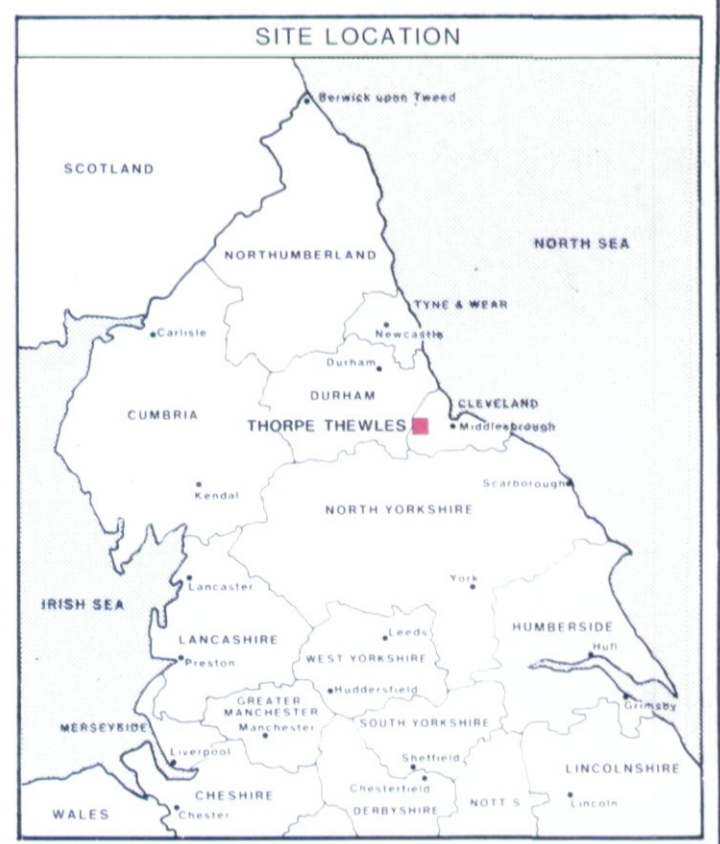 SITE LOCATION
Berwick upon Tweed
SCOTLAND
NORTH SEA
NORTHUMBERLAND
TYNE & WEAR
Newcastle
Carlisle
Durham
DURHAM
CLEVELAND
CUMBRIA
THORPE THEWLES
Middlesbrough
Kendal
Scarborough
NORTH YORKSHIRE
York
Lancaster
IRISH SEA
HUMBERSIDE
Leeds
LANCASHIRE
Hull
WEST YORKSHIRE
Preston
Huddersfield
GREATER
MANCHESTER
Grimsby
SOUTH YORKSHIRE
MERSEYSIDE
Manchester
Liverpool
Sheffield
LINCOLNSHIRE
Chesterfield
CHESHIRE
NOTTS
Lincoln
DERBYSHIRE
WALES
Chester